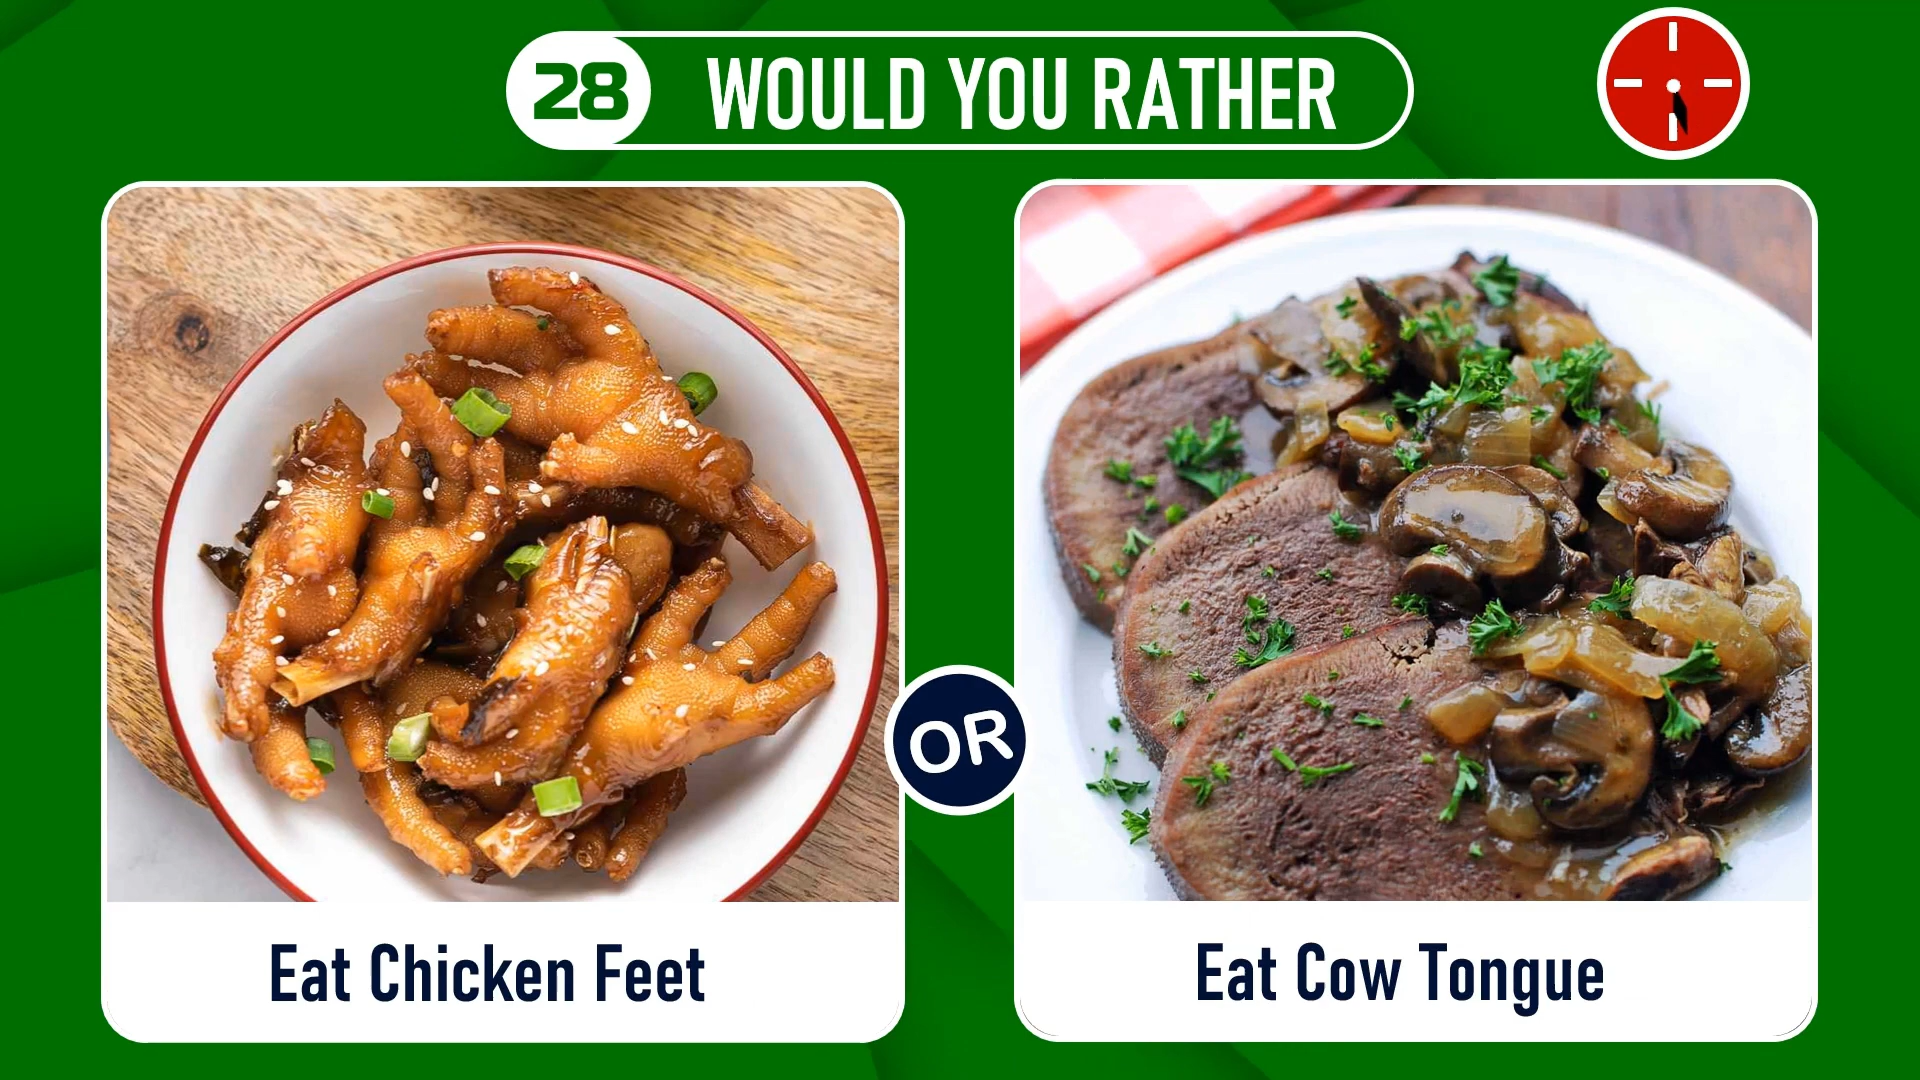 28
WOULD YOU RATHER
OR
Eat Chicken Feet
Eat Cow Tongue